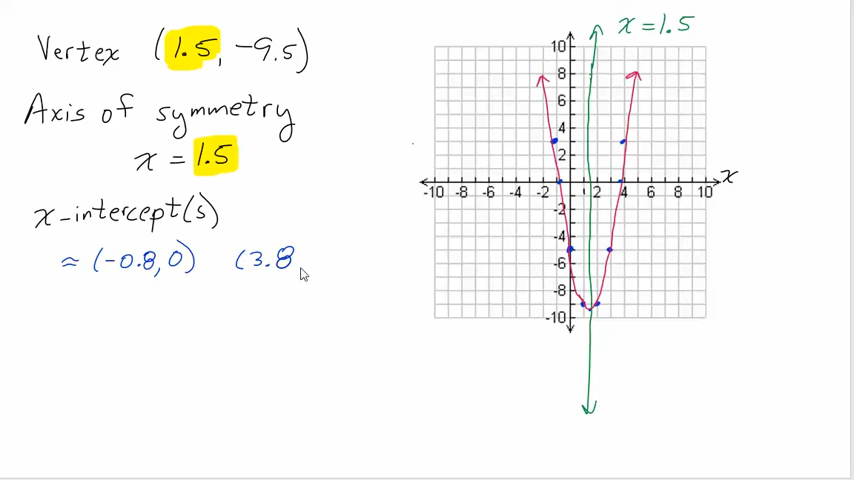 Vertex (1.5, -9.5)
Axis of symmetry
x = 1.5
x-intercept(s)
≈ (-0.8, 0) (3.8
x = 1.5
10
8
6
4
2
-10 -8 -6 -4 -2 2 4 6 8 10 x
-2
-4
-6
-8
-10